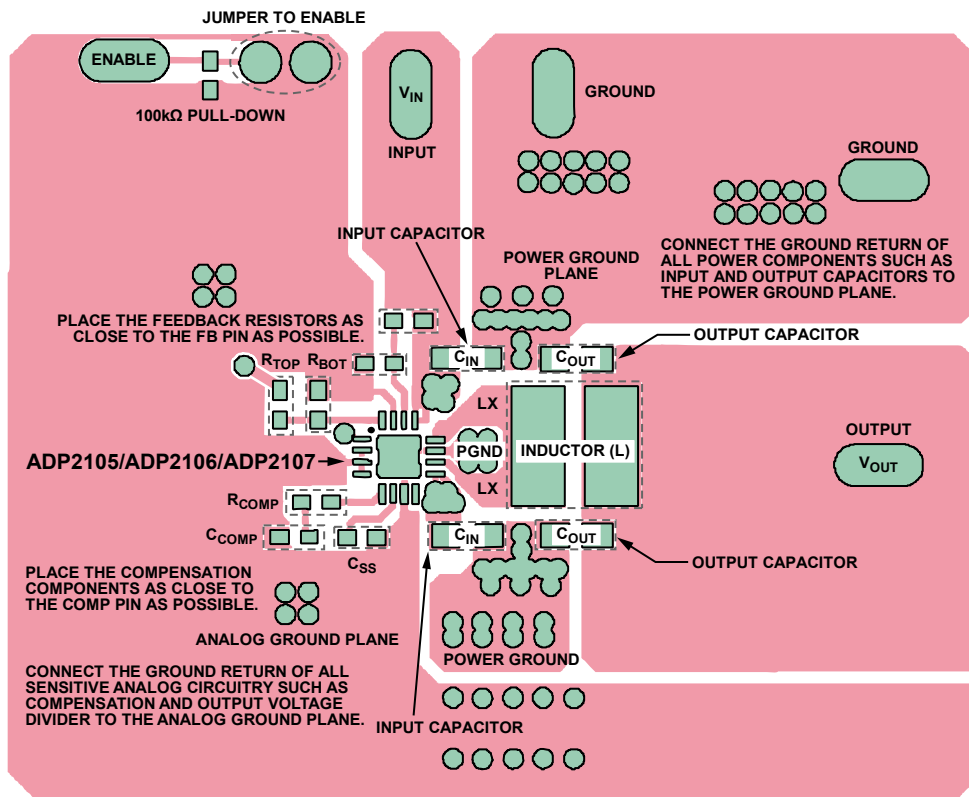 JUMPER TO ENABLE
ENABLE
100kΩ PULL-DOWN
VIN
INPUT
GROUND
GROUND
INPUT CAPACITOR
POWER GROUND
PLANE
CONNECT THE GROUND RETURN OF
ALL POWER COMPONENTS SUCH AS
INPUT AND OUTPUT CAPACITORS TO
THE POWER GROUND PLANE.
PLACE THE FEEDBACK RESISTORS AS
CLOSE TO THE FB PIN AS POSSIBLE.
OUTPUT CAPACITOR
RTOP
RBOT
CIN
COUT
LX
OUTPUT
VOUT
PGND
INDUCTOR (L)
ADP2105/ADP2106/ADP2107
LX
RCOMP
CCOMP
CSS
CIN
COUT
OUTPUT CAPACITOR
PLACE THE COMPENSATION
COMPONENTS AS CLOSE TO
THE COMP PIN AS POSSIBLE.
ANALOG GROUND PLANE
POWER GROUND
CONNECT THE GROUND RETURN OF ALL
SENSITIVE ANALOG CIRCUITRY SUCH AS
COMPENSATION AND OUTPUT VOLTAGE
DIVIDER TO THE ANALOG GROUND PLANE.
INPUT CAPACITOR